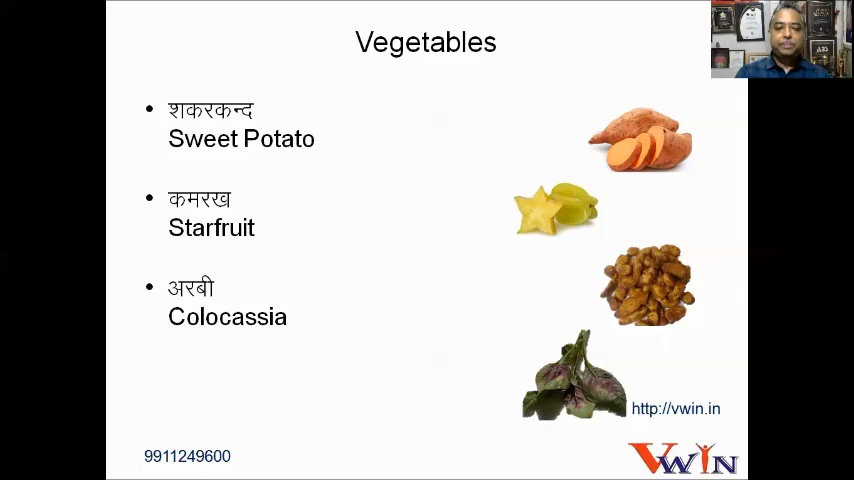 Vegetables
• शकरकन्द
Sweet Potato
• कमरख
Starfruit
• अरबी
Colocassia
http://vwin.in
9911249600
VWIN